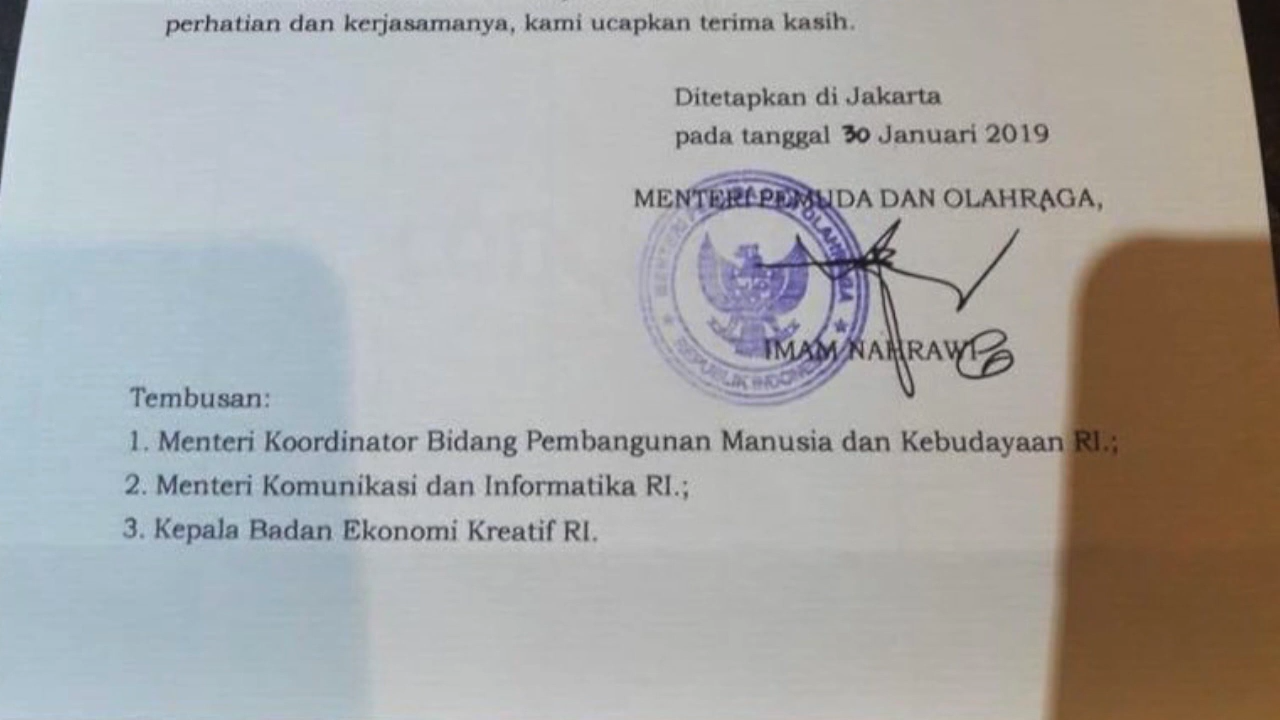 perhatian dan kerjasamanya, kami ucapkan terima kasih.
Ditetapkan di Jakarta
pada tanggal 30 Januari 2019
MENTERI PEMUDA DAN OLAHRAGA,
REPUBLIK INDONESIA
IMAM NAHRAWI
Tembusan:
1. Menteri Koordinator Bidang Pembangunan Manusia dan Kebudayaan RI.;
2. Menteri Komunikasi dan Informatika RI.;
3. Kepala Badan Ekonomi Kreatif RI.